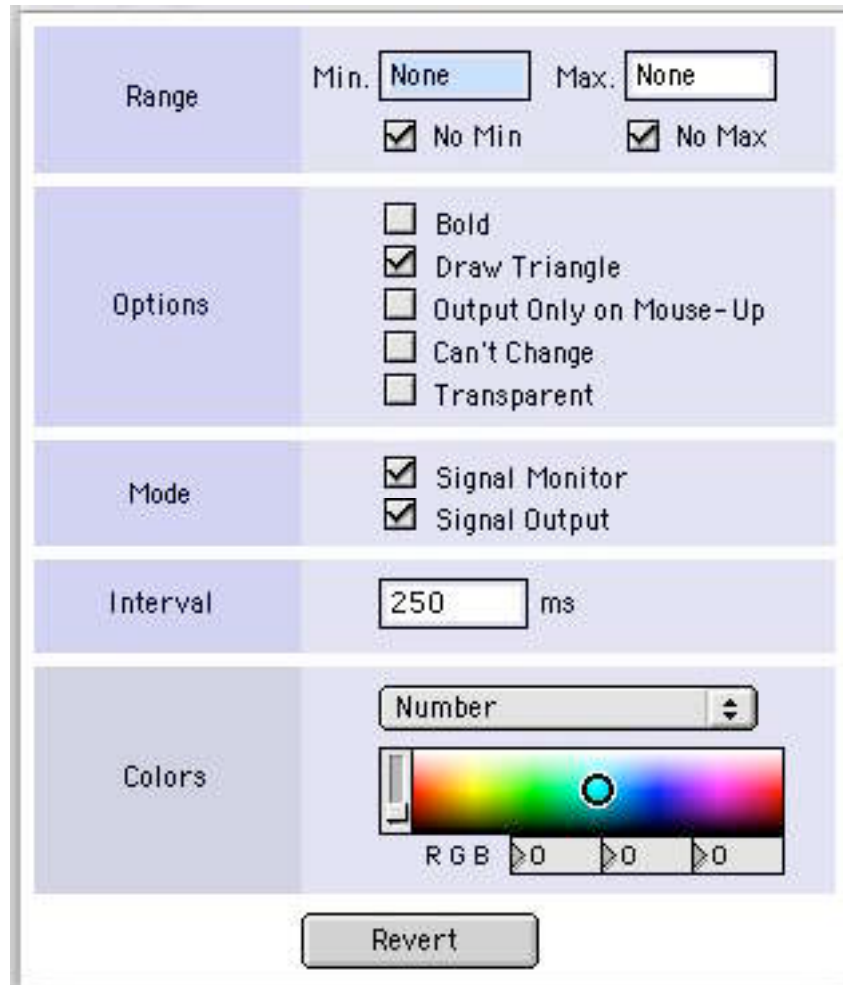 Range
Min. None Max. None
No Min No Max
Options
Bold
Draw Triangle
Output Only on Mouse-Up
Can't Change
Transparent
Mode
Signal Monitor
Signal Output
Interval
250 ms
Colors
Number
R G B 0 0 0
Revert